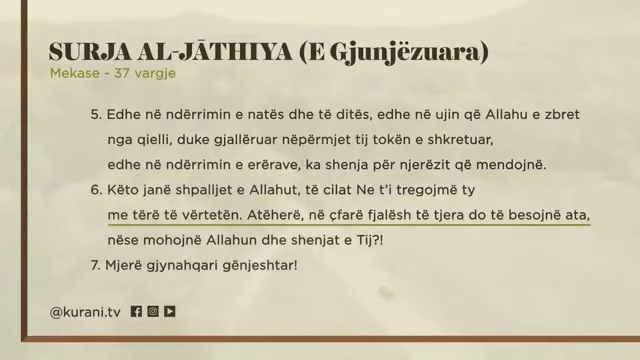 SURJA AL-JĀTHIYA (E Gjunjëzuara)
Mekase - 37 vargje
5. Edhe në ndërrimin e natës dhe të ditës, edhe në ujin që Allahu e zbret
nga qielli, duke gjallëruar nëpërmjet tij tokën e shkretuar,
edhe në ndërrimin e erërave, ka shenja për njerëzit që mendojnë.
6. Këto janë shpalljet e Allahut, të cilat Ne t'i tregojmë ty
me tërë të vërtetën. Atëherë, në çfarë fjalësh të tjera do të besojnë ata,
nëse mohojnë Allahun dhe shenjat e Tij?!
7. Mjerë gjynahqari gënjeshtar!
@kurani.tv